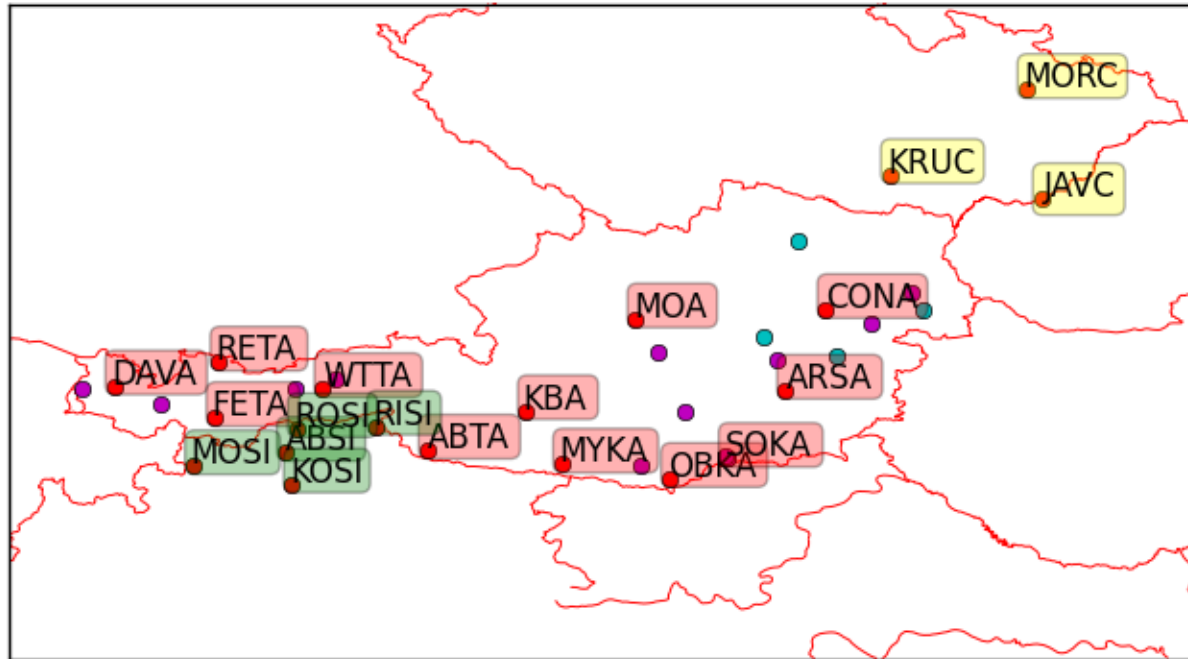 MORC
KRUC
JAVC
CONA
MOA
RETA
DAVA
WTTA
ARSA
FETA
KBA
ROSI
RISI
ABSI
ABTA
MOSI
MYKA
SOKA
OBKA
KOSI